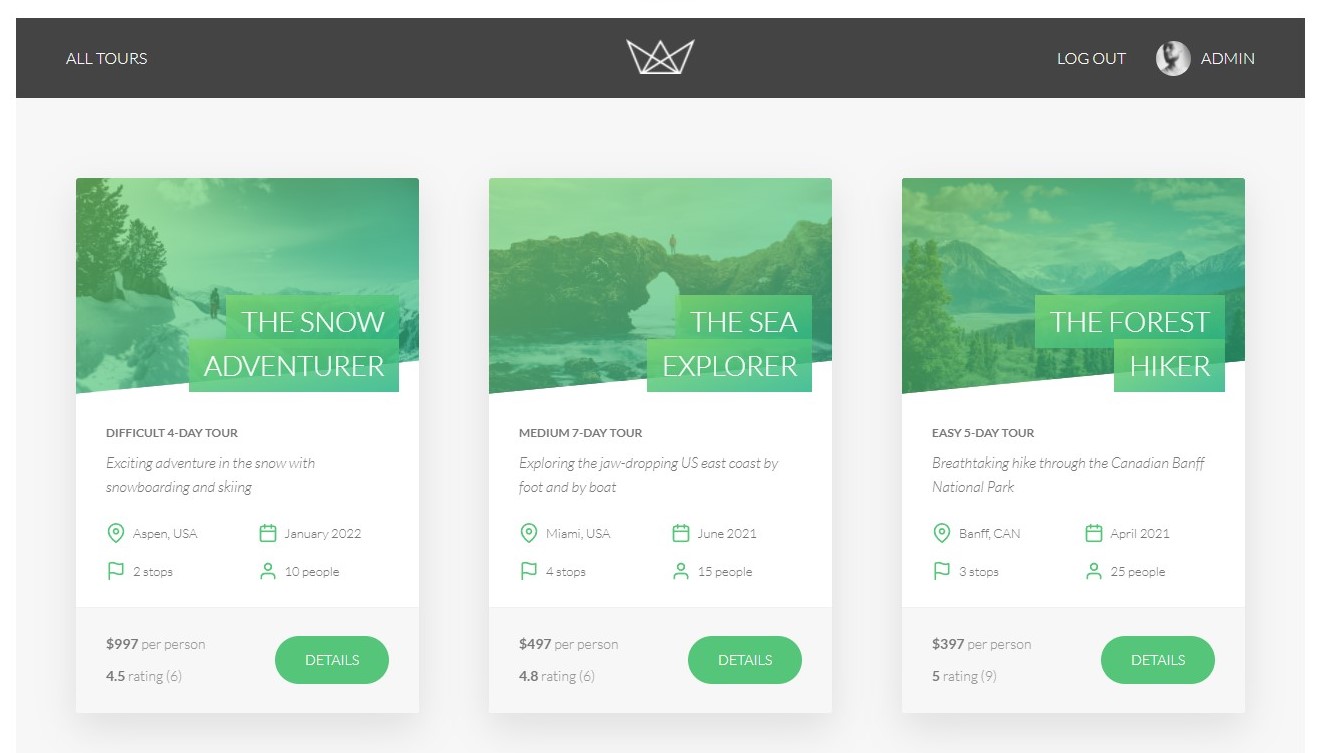 ALL TOURS
LOG OUT
ADMIN
THE SNOW
ADVENTURER
DIFFICULT 4-DAY TOUR
Exciting adventure in the snow with
snowboarding and skiing
Aspen, USA
January 2022
2 stops
10 people
$997 per person
4.5 rating (6)
DETAILS
THE SEA
EXPLORER
MEDIUM 7-DAY TOUR
Exploring the jaw-dropping US east coast by
foot and by boat
Miami, USA
June 2021
4 stops
15 people
$497 per person
4.8 rating (6)
DETAILS
THE FOREST
HIKER
EASY 5-DAY TOUR
Breathtaking hike through the Canadian Banff
National Park
Banff, CAN
April 2021
3 stops
25 people
$397 per person
5 rating (9)
DETAILS